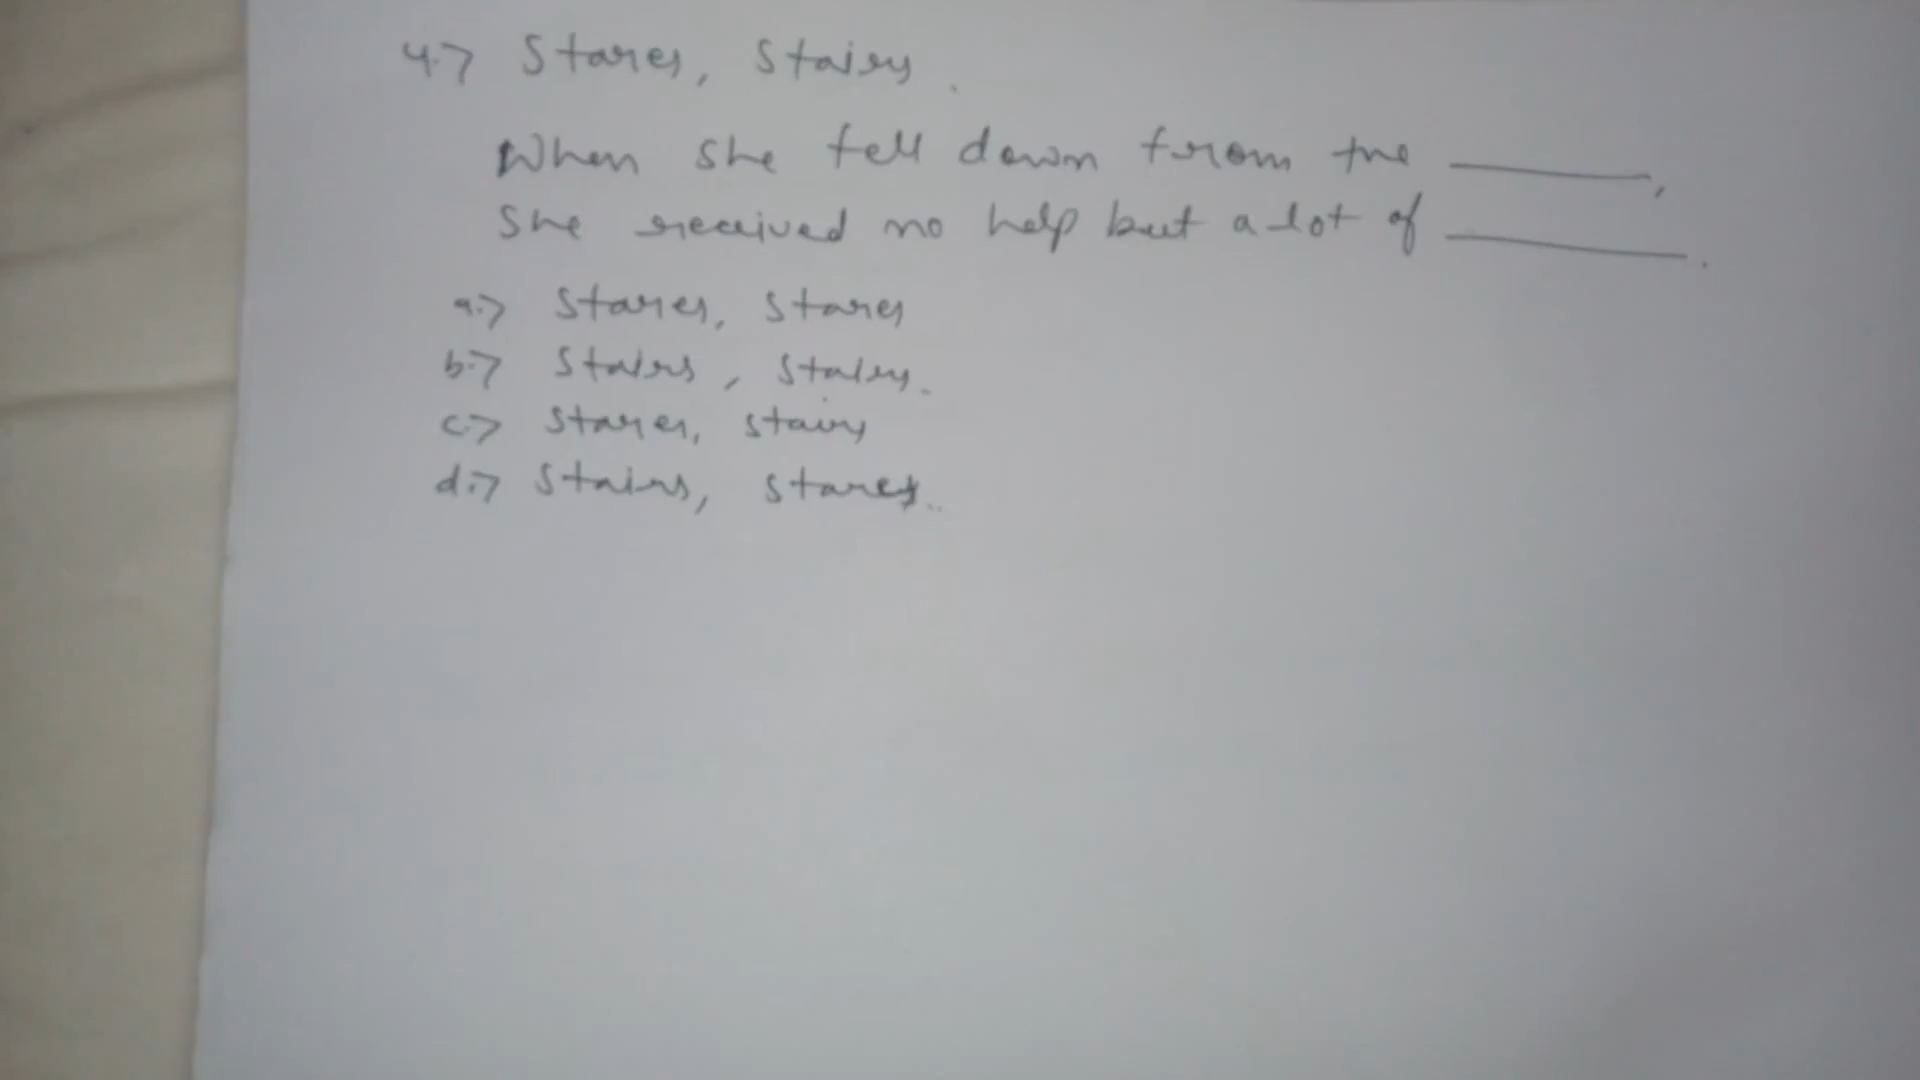 4.> Stares, Stairs.
When she fell down from the ______,
She received no help but a lot of ______.
a.> Stares, Stares
b.> Stairs, Stairs.
c.> Stares, stairs
d.> Stairs, stares.